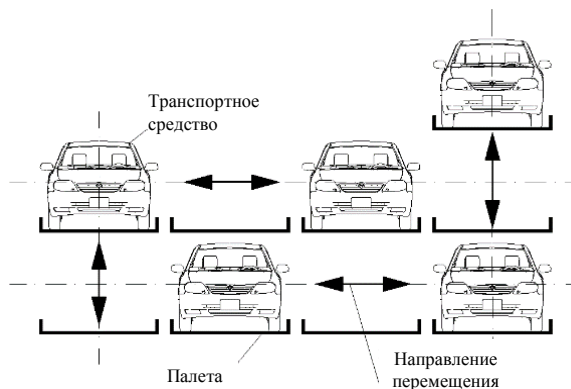 Транспортное
средство
Палета
Направление
перемещения